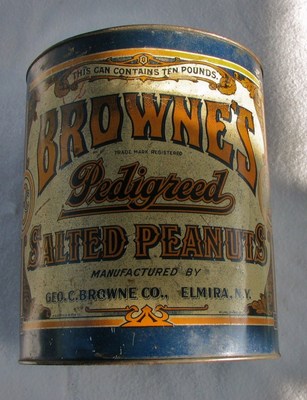 THIS CAN CONTAINS TEN POUNDS.
BROWNE'S
TRADE MARK REGISTERED
Pedigreed
SALTED PEANUTS
MANUFACTURED BY
GEO. C. BROWNE CO., ELMIRA, N.Y.